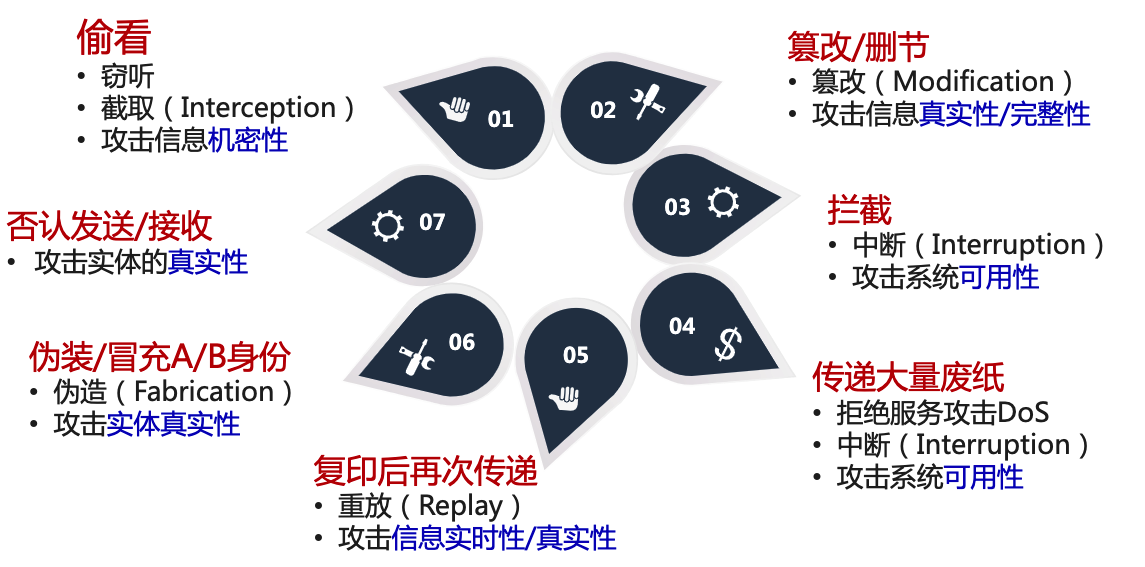 偷看
• 窃听
• 截取（Interception）
• 攻击信息机密性
01
02
篡改/删节
• 篡改（Modification）
• 攻击信息真实性/完整性
03
拦截
• 中断（Interruption）
• 攻击系统可用性
04
传递大量废纸
• 拒绝服务攻击DoS
• 中断（Interruption）
• 攻击系统可用性
05
复印后再次传递
• 重放（Replay）
• 攻击信息实时性/真实性
06
伪装/冒充A/B身份
• 伪造（Fabrication）
• 攻击实体真实性
07
否认发送/接收
• 攻击实体的真实性